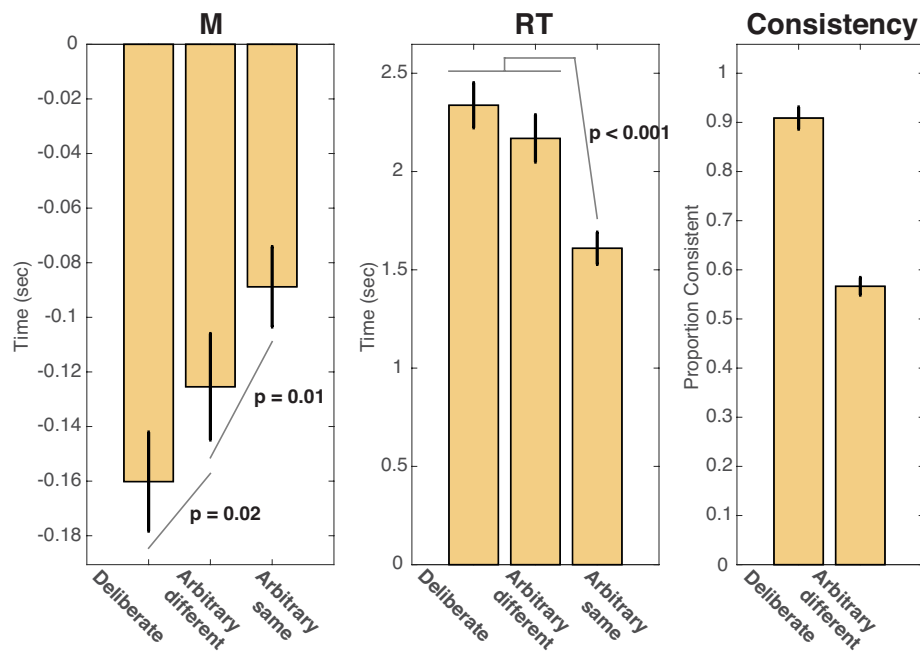 M
Time (sec)
0
-0.02
-0.04
-0.06
-0.08
-0.1
-0.12
-0.14
-0.16
-0.18
p = 0.01
p = 0.02
Deliberate
Arbitrary
different
Arbitrary
same
RT
Time (sec)
2.5
2
1.5
1
0.5
0
p < 0.001
Deliberate
Arbitrary
different
Arbitrary
same
Consistency
Proportion Consistent
1
0.9
0.8
0.7
0.6
0.5
0.4
0.3
0.2
0.1
0
Deliberate
Arbitrary
different